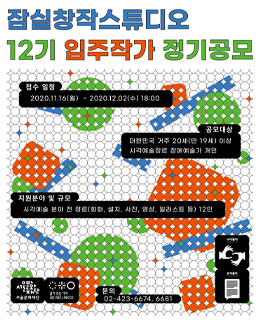 잠실창작스튜디오
12기 입주작가 정기공모
접수 일정
2020.11.16(월) ~ 2020.12.02(수) 18:00
공모대상
대한민국 거주 20세(만 19세) 이상
시각예술창작 장애예술가 개인
지원분야 및 규모
시각예술 분야 전 장르(회화, 설치, 사진, 영상, 일러스트 등) 12인
서울문화재단
문의
02-423-6674, 6681